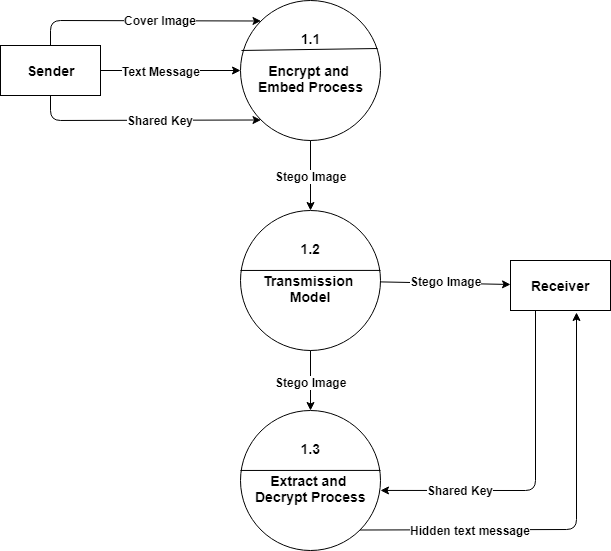 Cover Image
1.1
Sender
Text Message
Encrypt and
Embed Process
Shared Key
Stego Image
1.2
Transmission
Model
Stego Image
Receiver
Stego Image
1.3
Extract and
Decrypt Process
Shared Key
Hidden text message